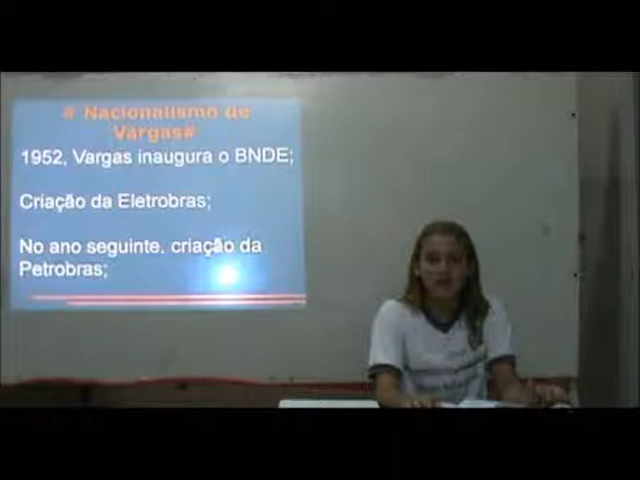 # Nacionalismo de
Vargas#
1952, Vargas inaugura o BNDE;
Criação da Eletrobras;
No ano seguinte, criação da
Petrobras;